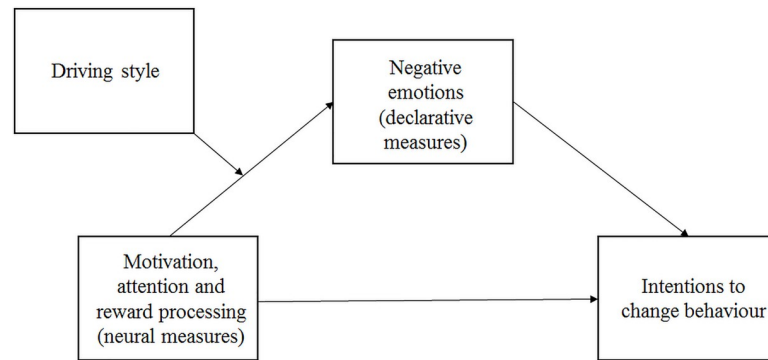 Driving style
Negative
emotions
(declarative
measures)
Motivation,
attention and
reward processing
(neural measures)
Intentions to
change behaviour